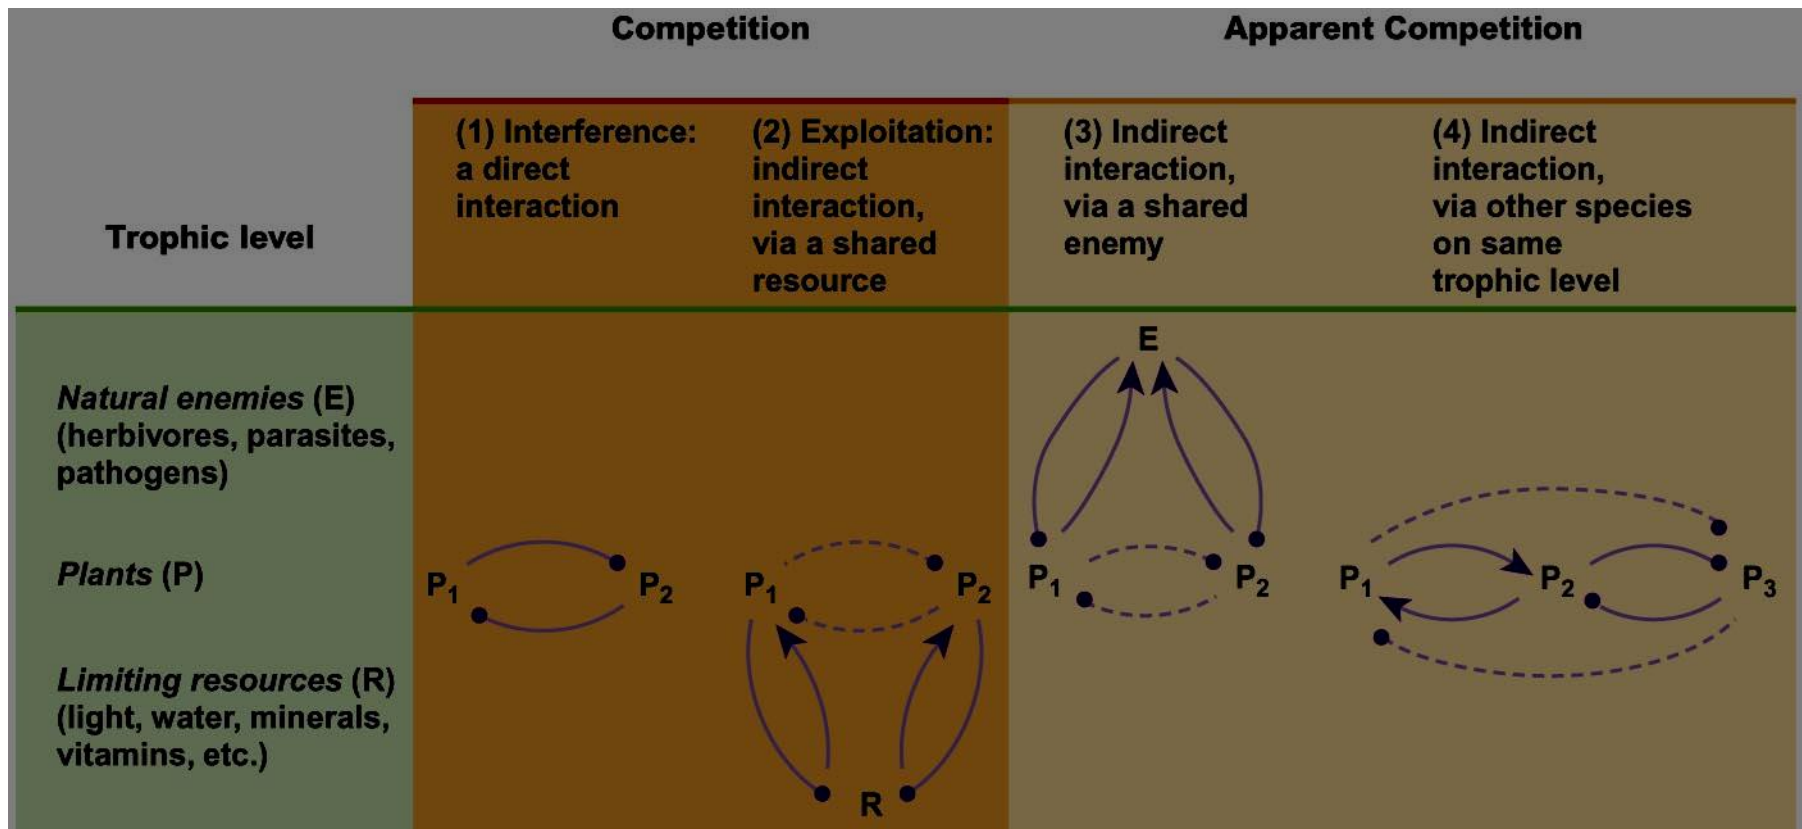 Competition
Apparent Competition
Trophic level
(1) Interference:
a direct
interaction
(2) Exploitation:
indirect
interaction,
via a shared
resource
(3) Indirect
interaction,
via a shared
enemy
(4) Indirect
interaction,
via other species
on same
trophic level
Natural enemies (E)
(herbivores, parasites,
pathogens)
Plants (P)
Limiting resources (R)
(light, water, minerals,
vitamins, etc.)
P₁ P₂
P₁ P₂
R
E
P₁ P₂
P₁ P₂ P₃